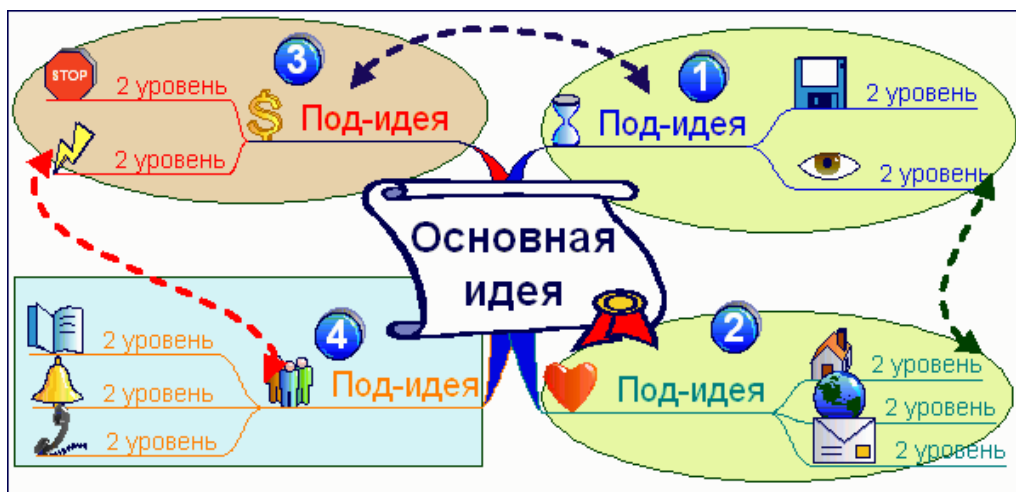 3
STOP
2 уровень
Под-идея
2 уровень
1
2 уровень
Под-идея
2 уровень
Основная
идея
4
2 уровень
Под-идея
2 уровень
2 уровень
2
2 уровень
Под-идея
2 уровень
2 уровень